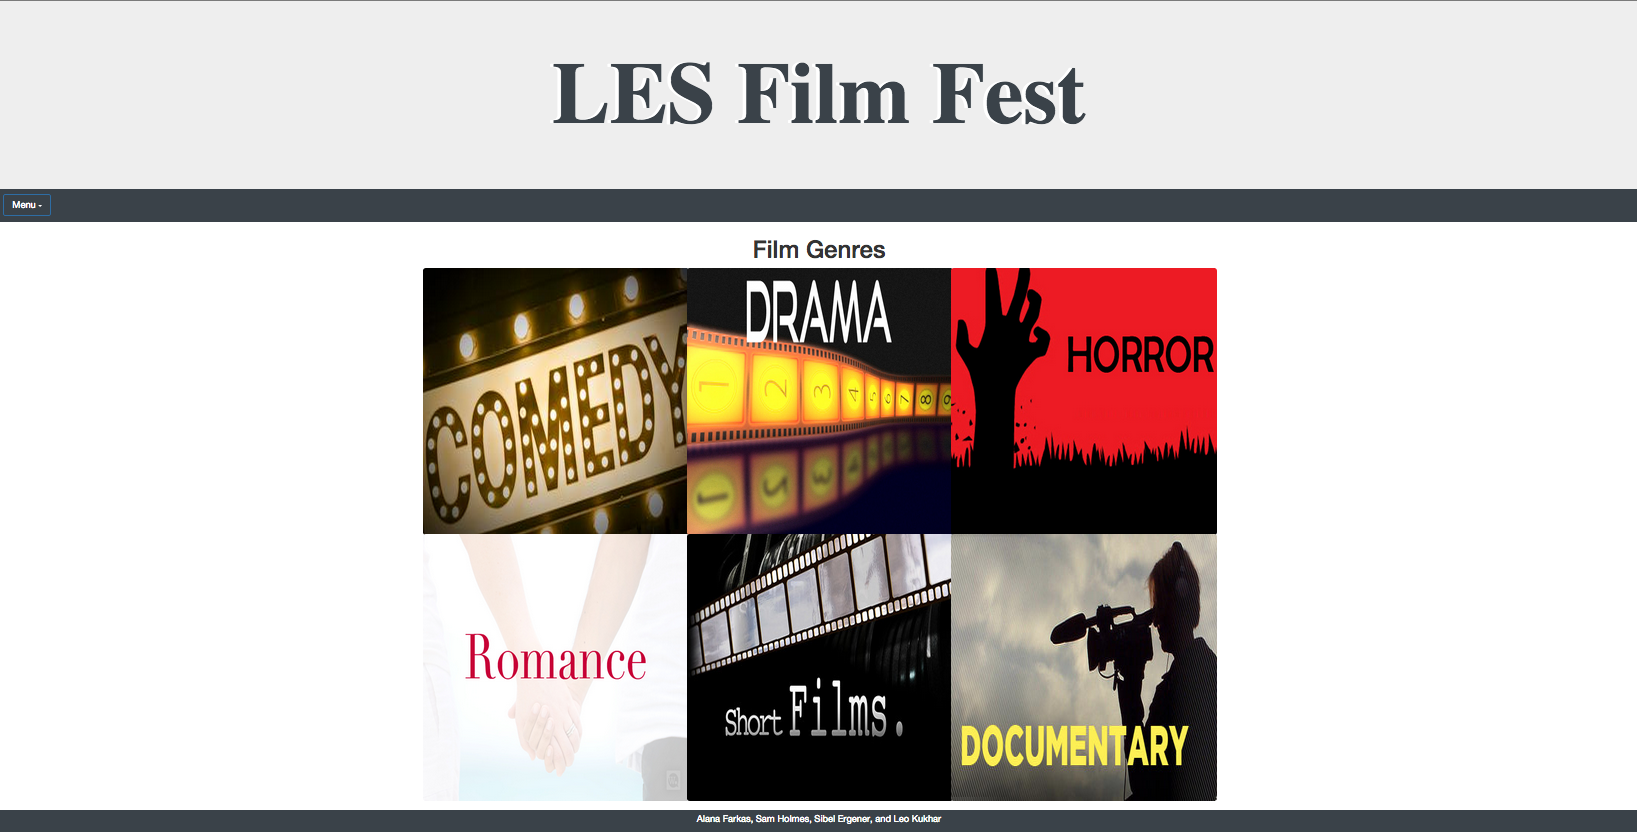 LES Film Fest
Menu
Film Genres
COMEDY
DRAMA
1 2 3 4 5 6 7 8 9
HORROR
Romance
Short Films.
DOCUMENTARY
Alana Farkas, Sam Holmes, Sibel Ergener, and Leo Kukhar